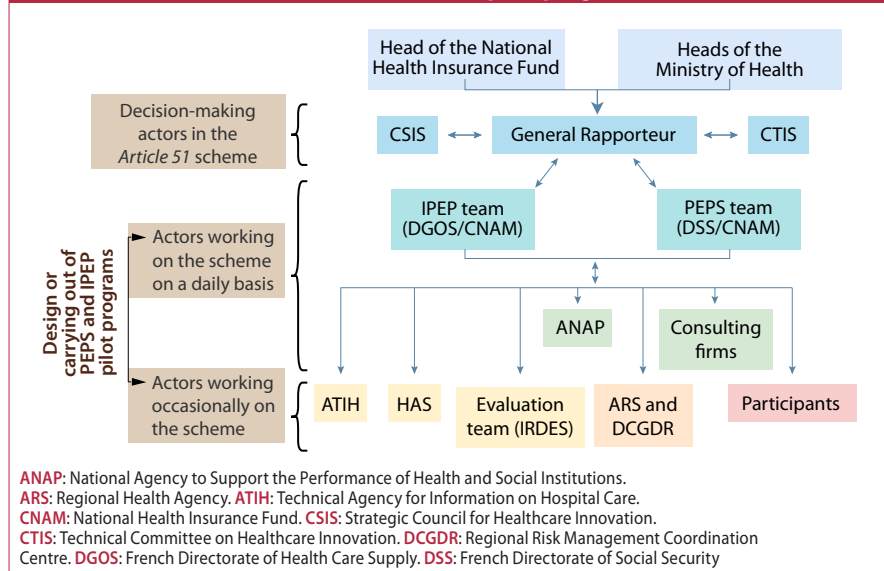 Head of the National
Health Insurance Fund
Heads of the
Ministry of Health
Decision-making
actors in the
Article 51 scheme
CSIS
General Rapporteur
CTIS
IPEP team
(DGOS/CNAM)
PEPS team
(DSS/CNAM)
Design or
carrying out of
PEPS and IPEP
pilot programs
Actors working
on the scheme
on a daily basis
ANAP
Consulting
firms
Actors working
occasionally on
the scheme
ATIH
HAS
Evaluation
team (IRDES)
ARS and
DCGDR
Participants
ANAP: National Agency to Support the Performance of Health and Social Institutions.
ARS: Regional Health Agency. ATIH: Technical Agency for Information on Hospital Care.
CNAM: National Health Insurance Fund. CSIS: Strategic Council for Healthcare Innovation.
CTIS: Technical Committee on Healthcare Innovation. DCGDR: Regional Risk Management Coordination
Centre. DGOS: French Directorate of Health Care Supply. DSS: French Directorate of Social Security